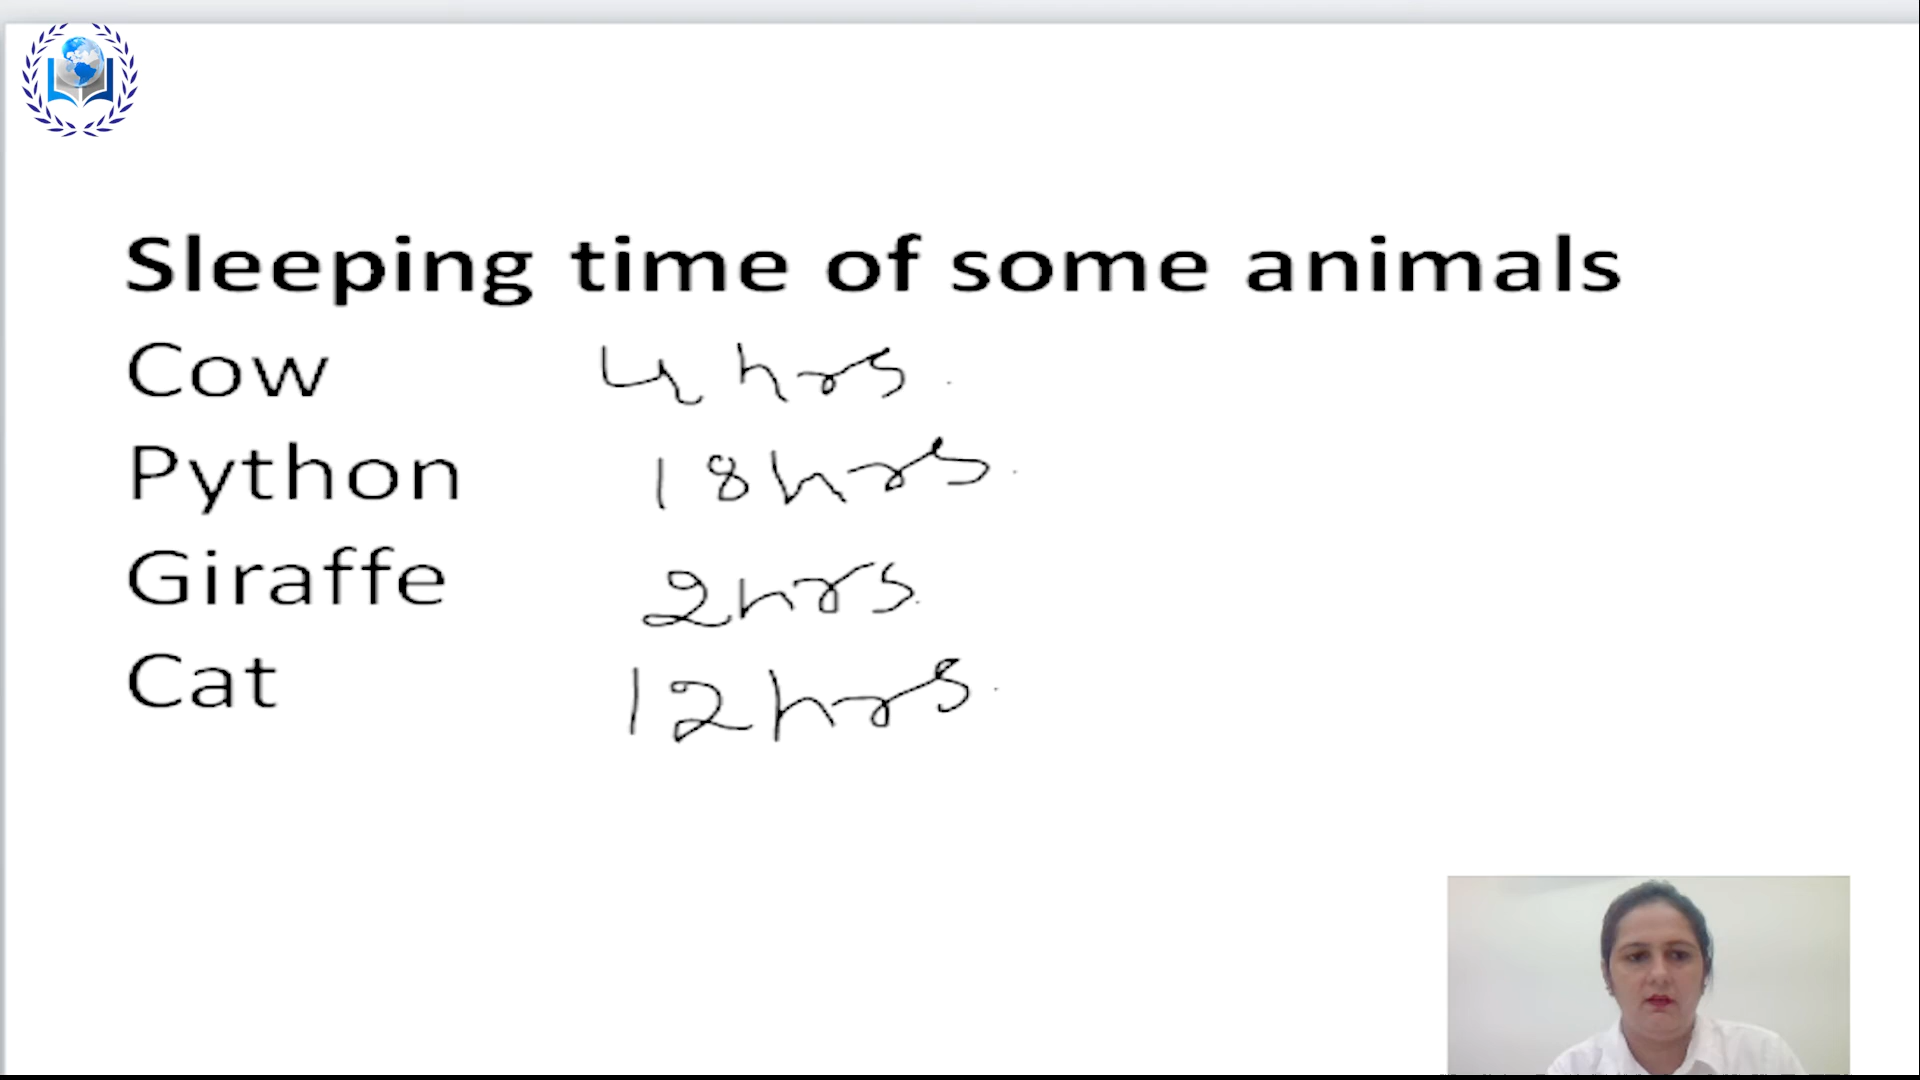 Sleeping time of some animals
Cow 4 hrs.
Python 18 hrs.
Giraffe 2 hrs.
Cat 12 hrs.